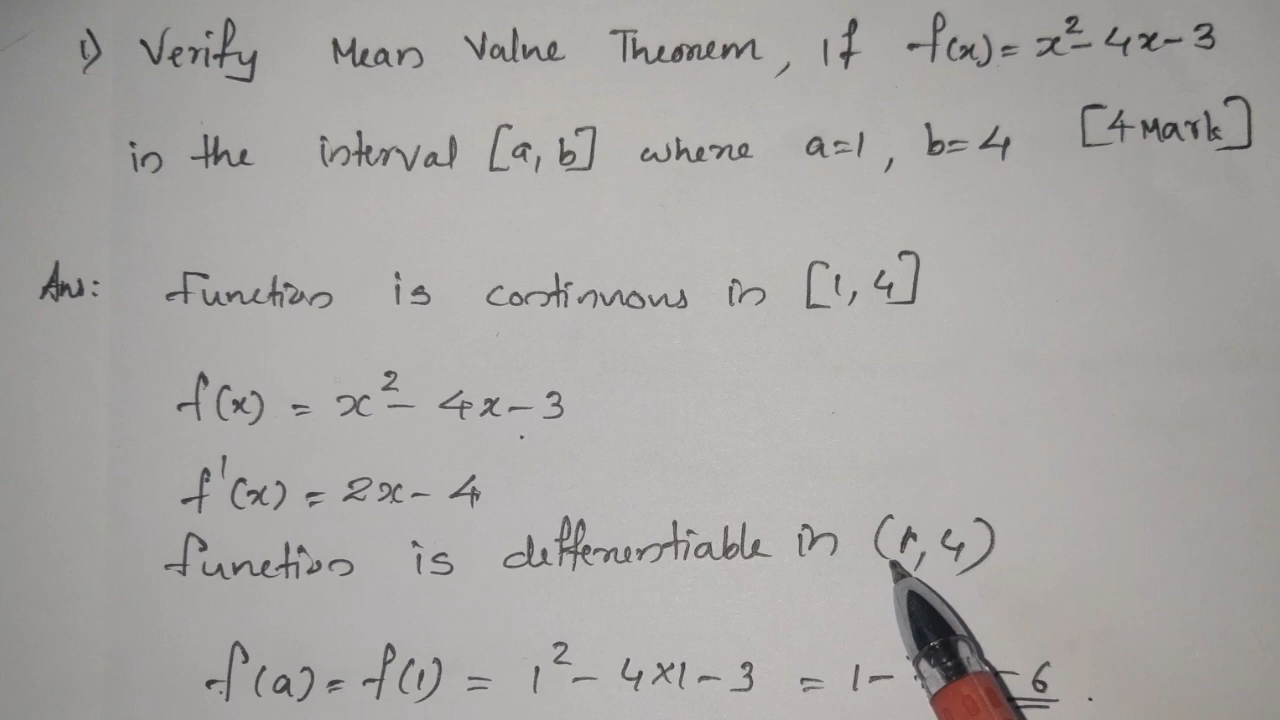 1) Verify Mean Value Theorem, if f(x) = x² - 4x - 3
in the interval [a, b] where a=1, b=4 [4 Mark]
Ans: Function is continuous in [1, 4]
f(x) = x² - 4x - 3
f'(x) = 2x - 4
function is differentiable in (1, 4)
f(a) = f(1) = 1² - 4×1 - 3 = 1 - -6.